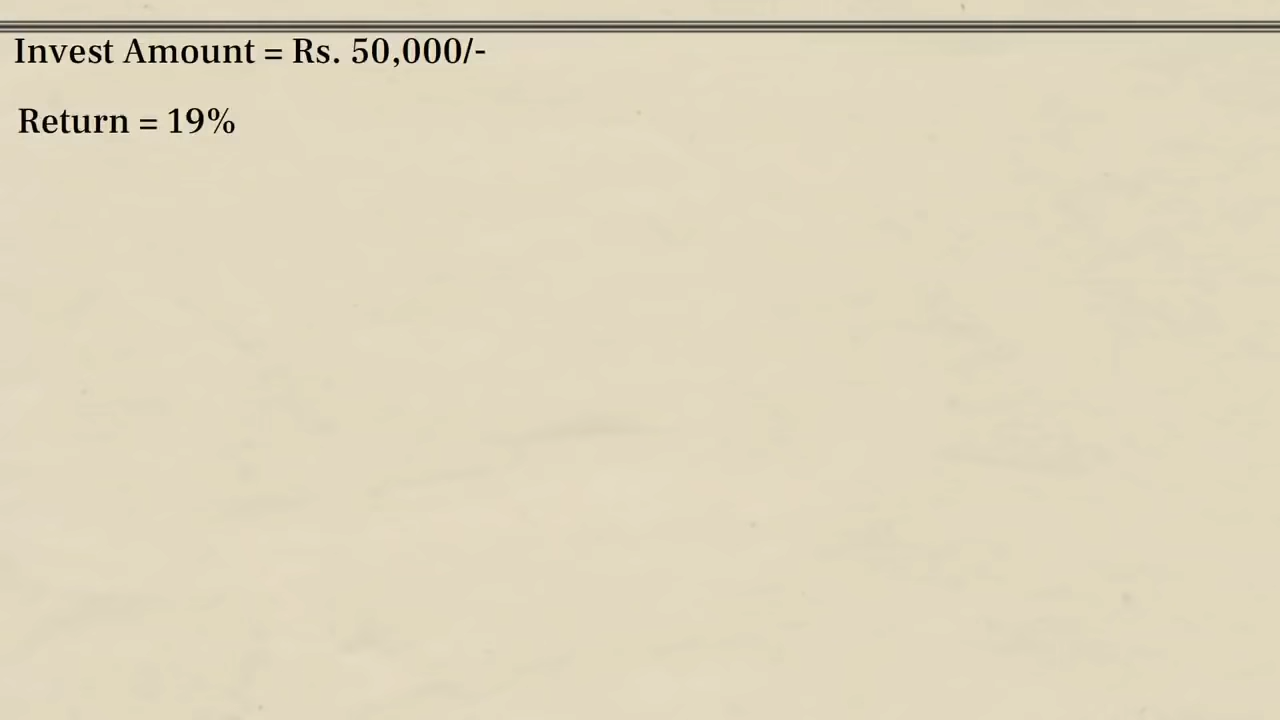 Invest Amount = Rs. 50,000/-
Return = 19%